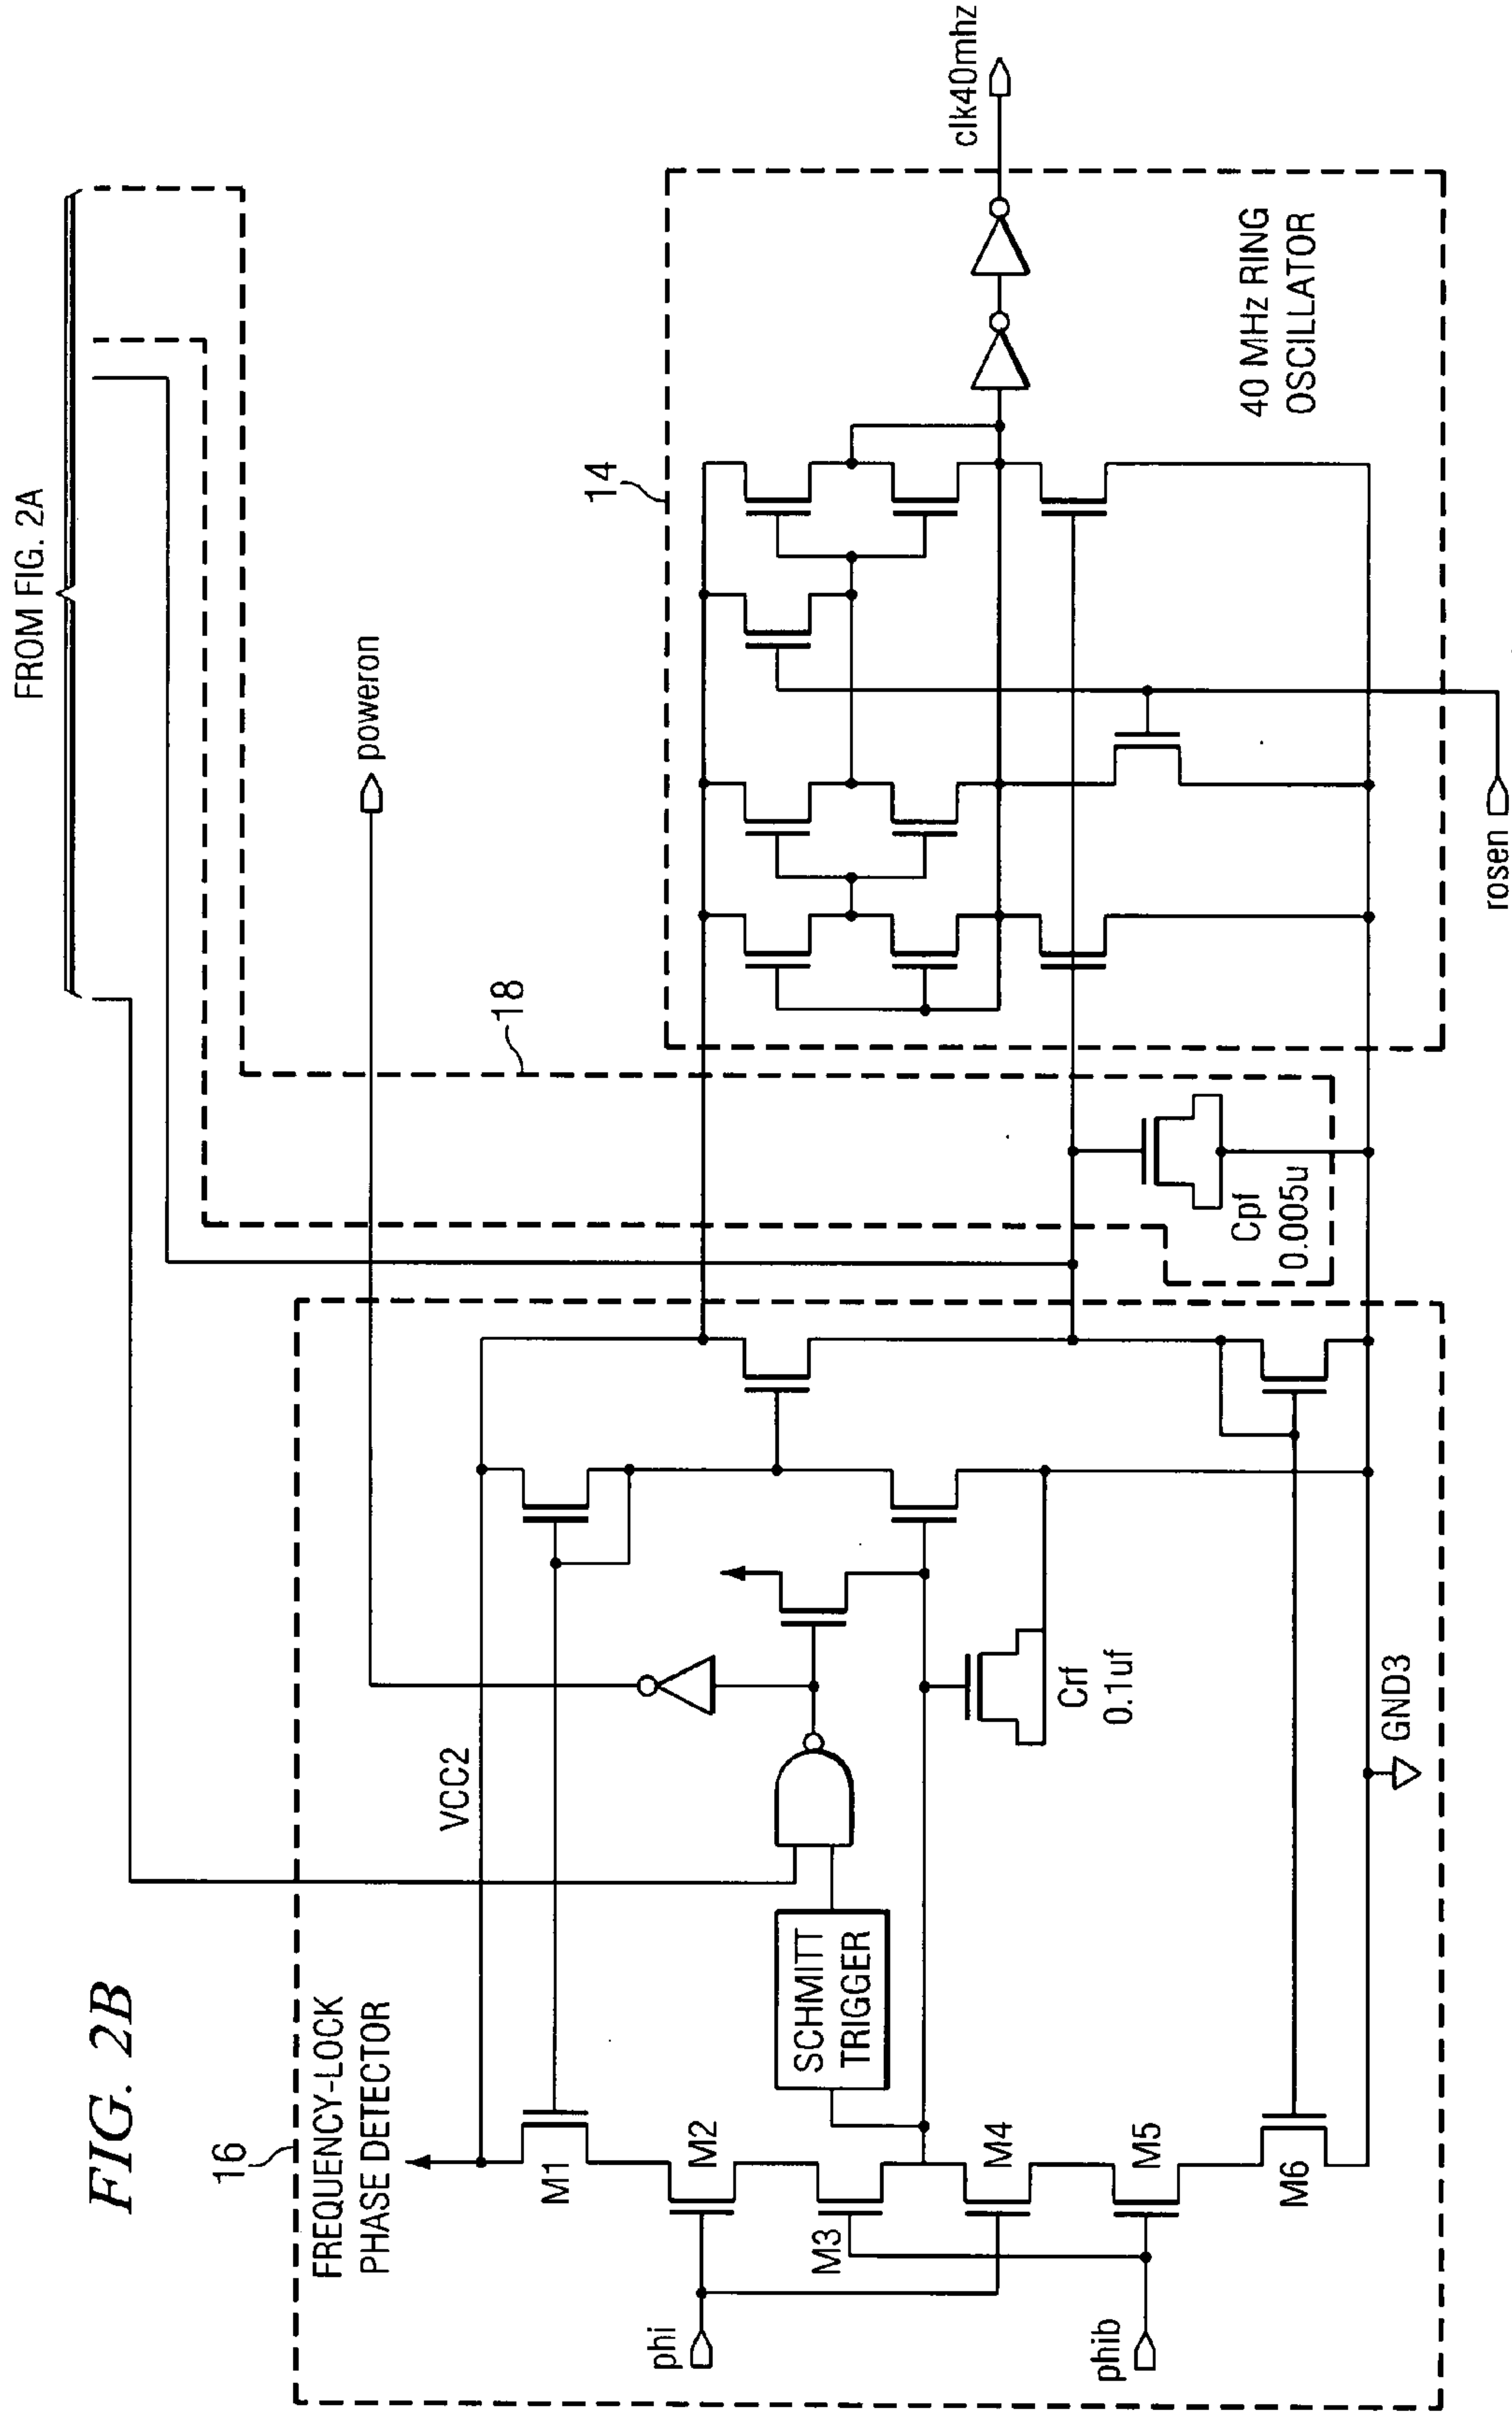 FIG. 2B
FROM FIG. 2A
16
FREQUENCY-LOCK
PHASE DETECTOR
VCC2
poweron
18
14
M1
M2
M3
M4
M5
M6
phi
phib
SCHMITT
TRIGGER
Crf
0.1uf
GND3
Cpf
0.005u
40 MHz RING
OSCILLATOR
clk40mhz
rosen